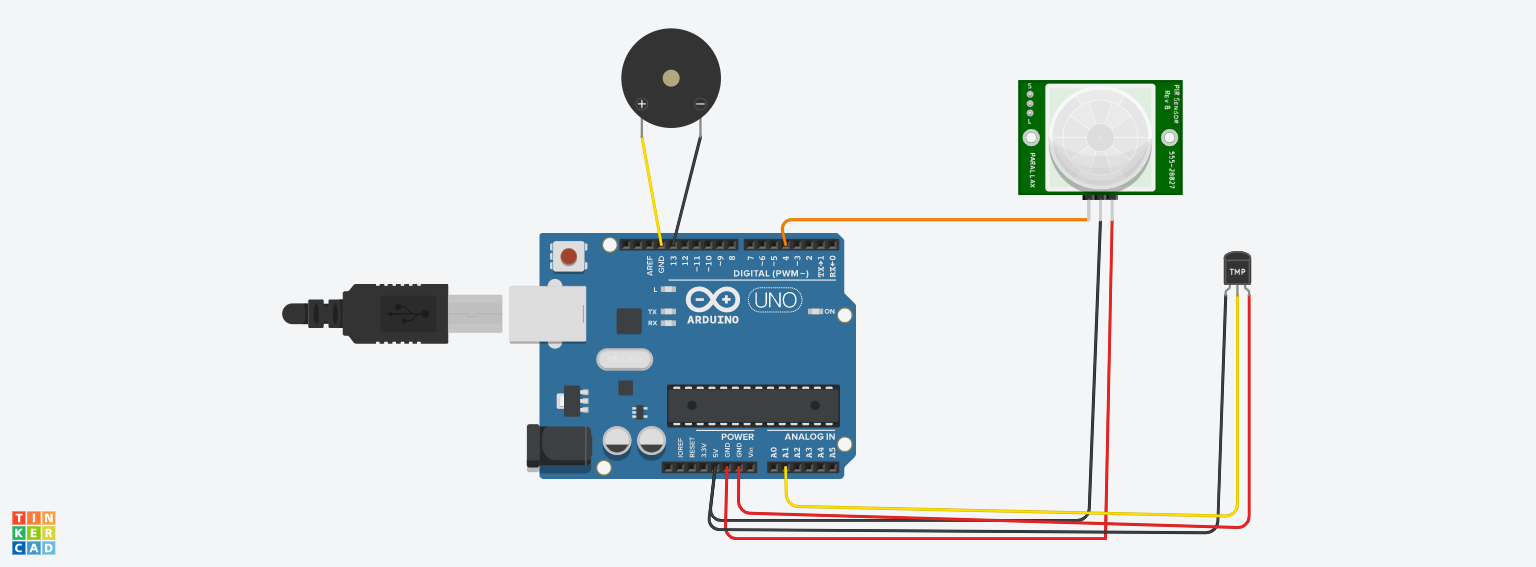 + −
S
L
PIR SENSOR
REV B
PARALLAX
555-28027
TMP
AREF
GND
13
12
~11
~10
~9
8
7
~6
~5
4
~3
2
TX→1
RX←0
DIGITAL (PWM~)
L
TX
RX
ARDUINO
UNO
ON
POWER
ANALOG IN
IOREF
RESET
3.3V
5V
GND
GND
Vin
A0
A1
A2
A3
A4
A5
TIN
KER
CAD